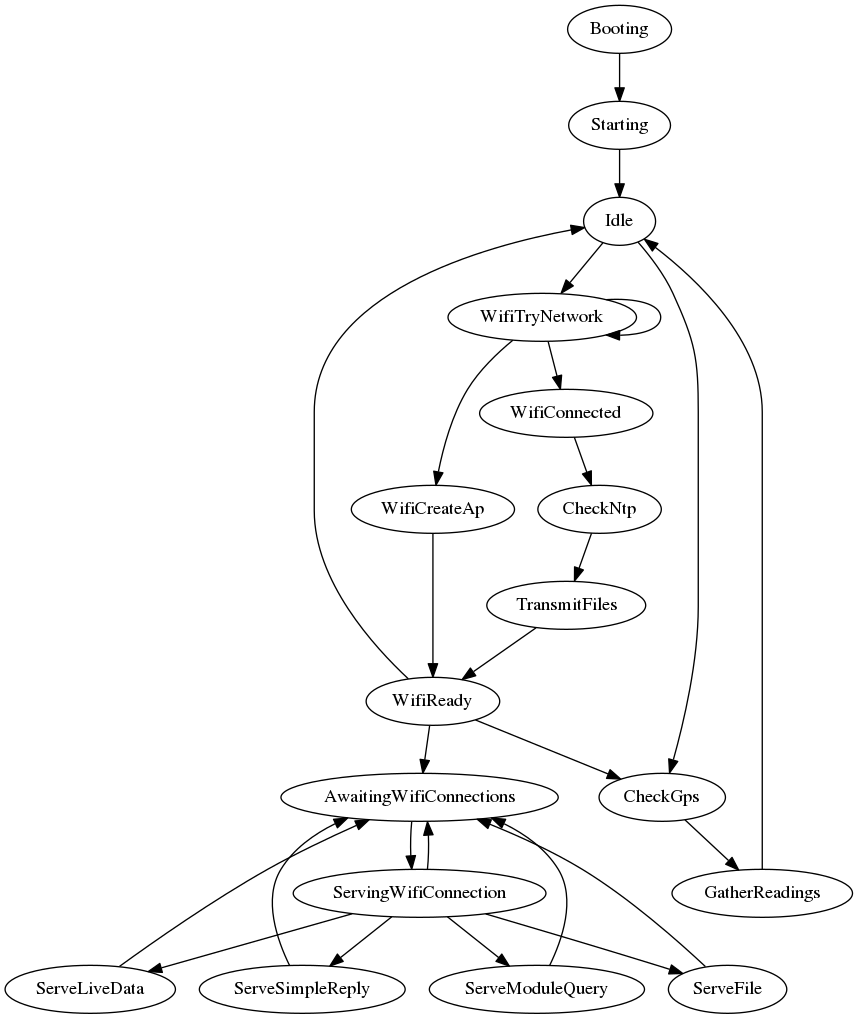 Booting
Starting
Idle
WifiTryNetwork
WifiConnected
WifiCreateAp
CheckNtp
TransmitFiles
WifiReady
AwaitingWifiConnections
CheckGps
ServingWifiConnection
GatherReadings
ServeLiveData
ServeSimpleReply
ServeModuleQuery
ServeFile